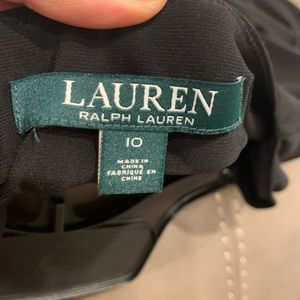 LAUREN
RALPH LAUREN
10
MADE IN
CHINA
FABRIQUÉ EN
CHINE